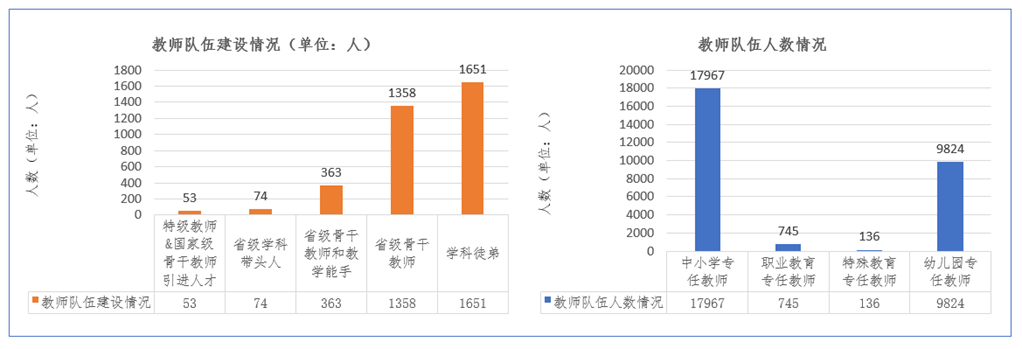 教师队伍建设情况（单位：人）
人数（单位：人）
1800
1600
1400
1200
1000
800
600
400
200
0
53
74
363
1358
1651
特级教师
&国家级
骨干教师
引进人才
省级学科
带头人
省级骨干
教师和教
学能手
省级骨干
教师
学科徒弟
教师队伍建设情况 53 74 363 1358 1651
教师队伍人数情况
人数（单位：人）
20000
18000
16000
14000
12000
10000
8000
6000
4000
2000
0
17967
745
136
9824
中小学专
任教师
职业教育
专任教师
特殊教育
专任教师
幼儿园专
任教师
教师队伍人数情况 17967 745 136 9824